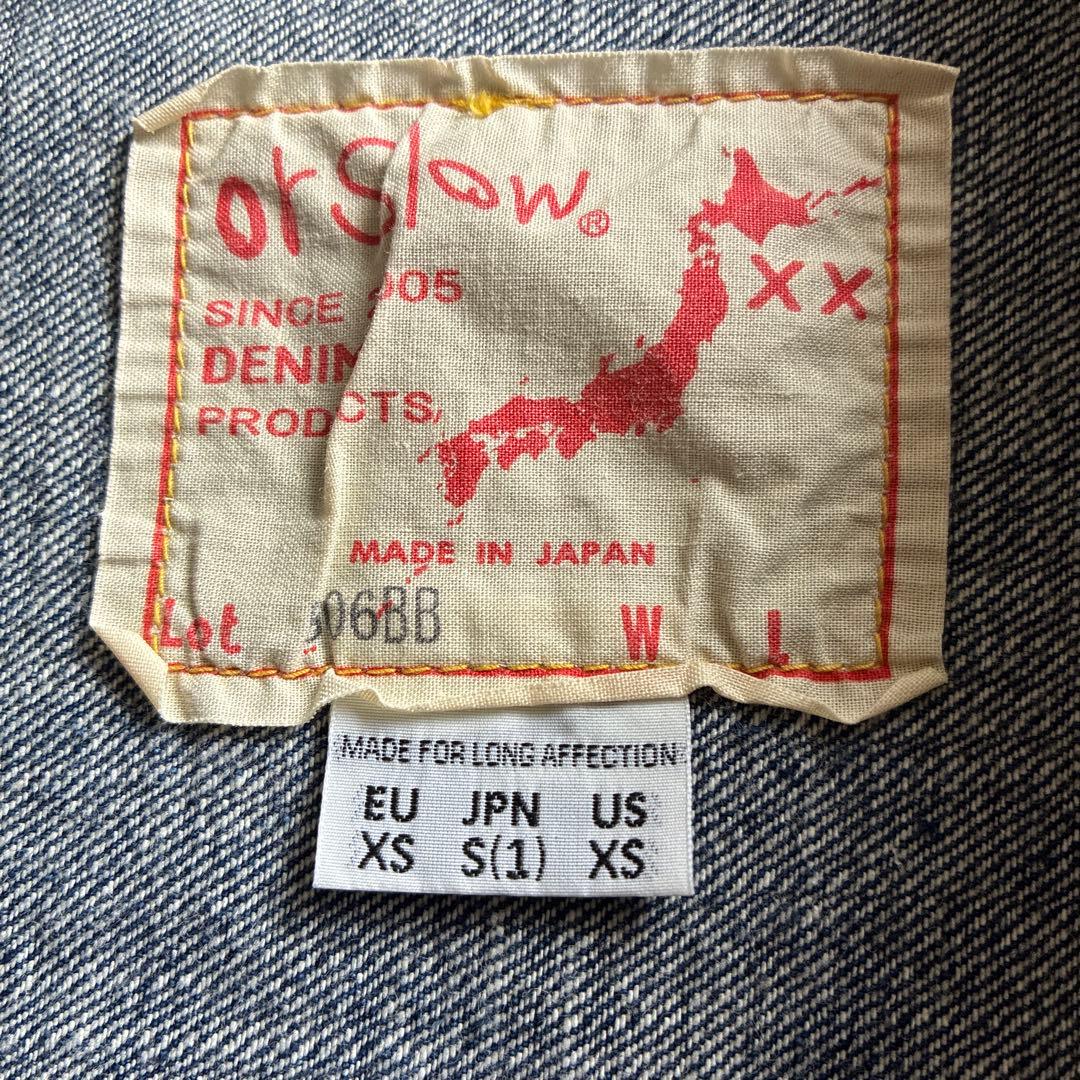 orSlow®
SINCE 2005
DENIM
PRODUCTS,
XX
MADE IN JAPAN
Lot 06BB W L
MADE FOR LONG AFFECTION
EU JPN US
XS S(1) XS